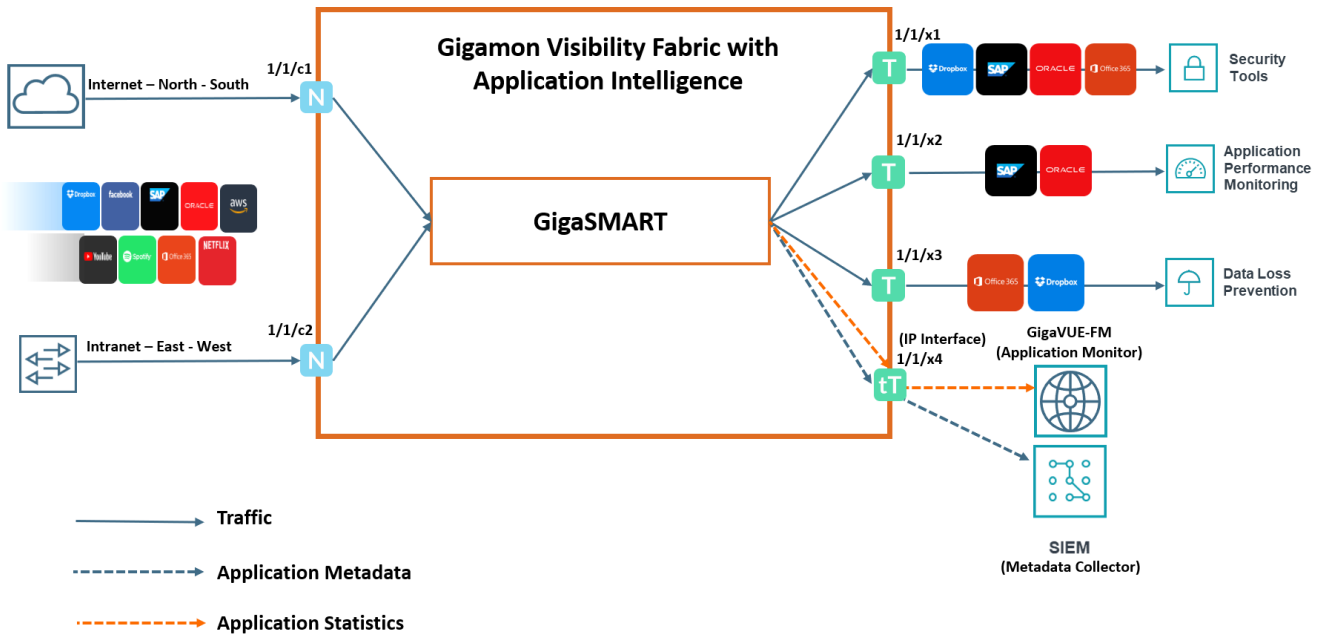 Gigamon Visibility Fabric with
Application Intelligence
1/1/c1
Internet – North - South
N
Dropbox
facebook
SAP
ORACLE
aws
YouTube
Spotify
Office 365
NETFLIX
1/1/c2
Intranet – East - West
N
GigaSMART
1/1/x1
T
Dropbox
SAP
ORACLE
Office 365
Security
Tools
1/1/x2
T
SAP
ORACLE
Application
Performance
Monitoring
1/1/x3
T
Office 365
Dropbox
Data Loss
Prevention
(IP Interface)
1/1/x4
tT
GigaVUE-FM
(Application Monitor)
SIEM
(Metadata Collector)
Traffic
Application Metadata
Application Statistics